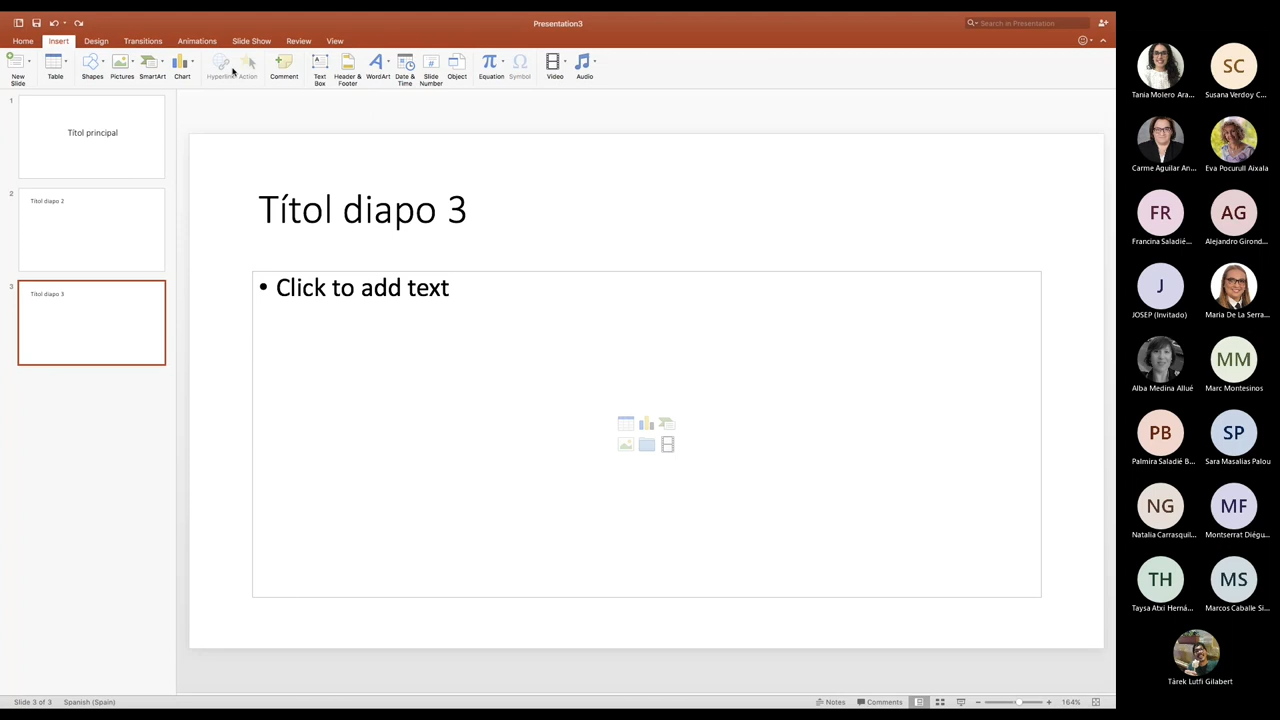 Presentation3
Search in Presentation
Home Insert Design Transitions Animations Slide Show Review View
New Slide
Table
Shapes
Pictures
SmartArt
Chart
Action
Comment
Text Box
Header & Footer
WordArt
Date & Time
Slide Number
Object
Equation
Symbol
Video
Audio
1
Títol principal
2
Títol diapo 2
3
Títol diapo 3
Títol diapo 3
• Click to add text
Slide 3 of 3 Spanish (Spain)
Notes Comments 164%
Tania Molero Ara...
SC
Susana Verdoy C...
Carme Aguilar An...
Eva Pocurull Aixala
FR
Francina Saladié...
AG
Alejandro Girond...
J
JOSEP (Invitado)
Maria De La Serra...
Alba Medina Allué
MM
Marc Montesinos
PB
Palmira Saladié B...
SP
Sara Masalias Palou
NG
Natalia Carrasquil...
MF
Montserrat Diégu...
TH
Taysa Atxi Herná...
MS
Marcos Caballe Si...
Tàrek Lutfi Gilabert